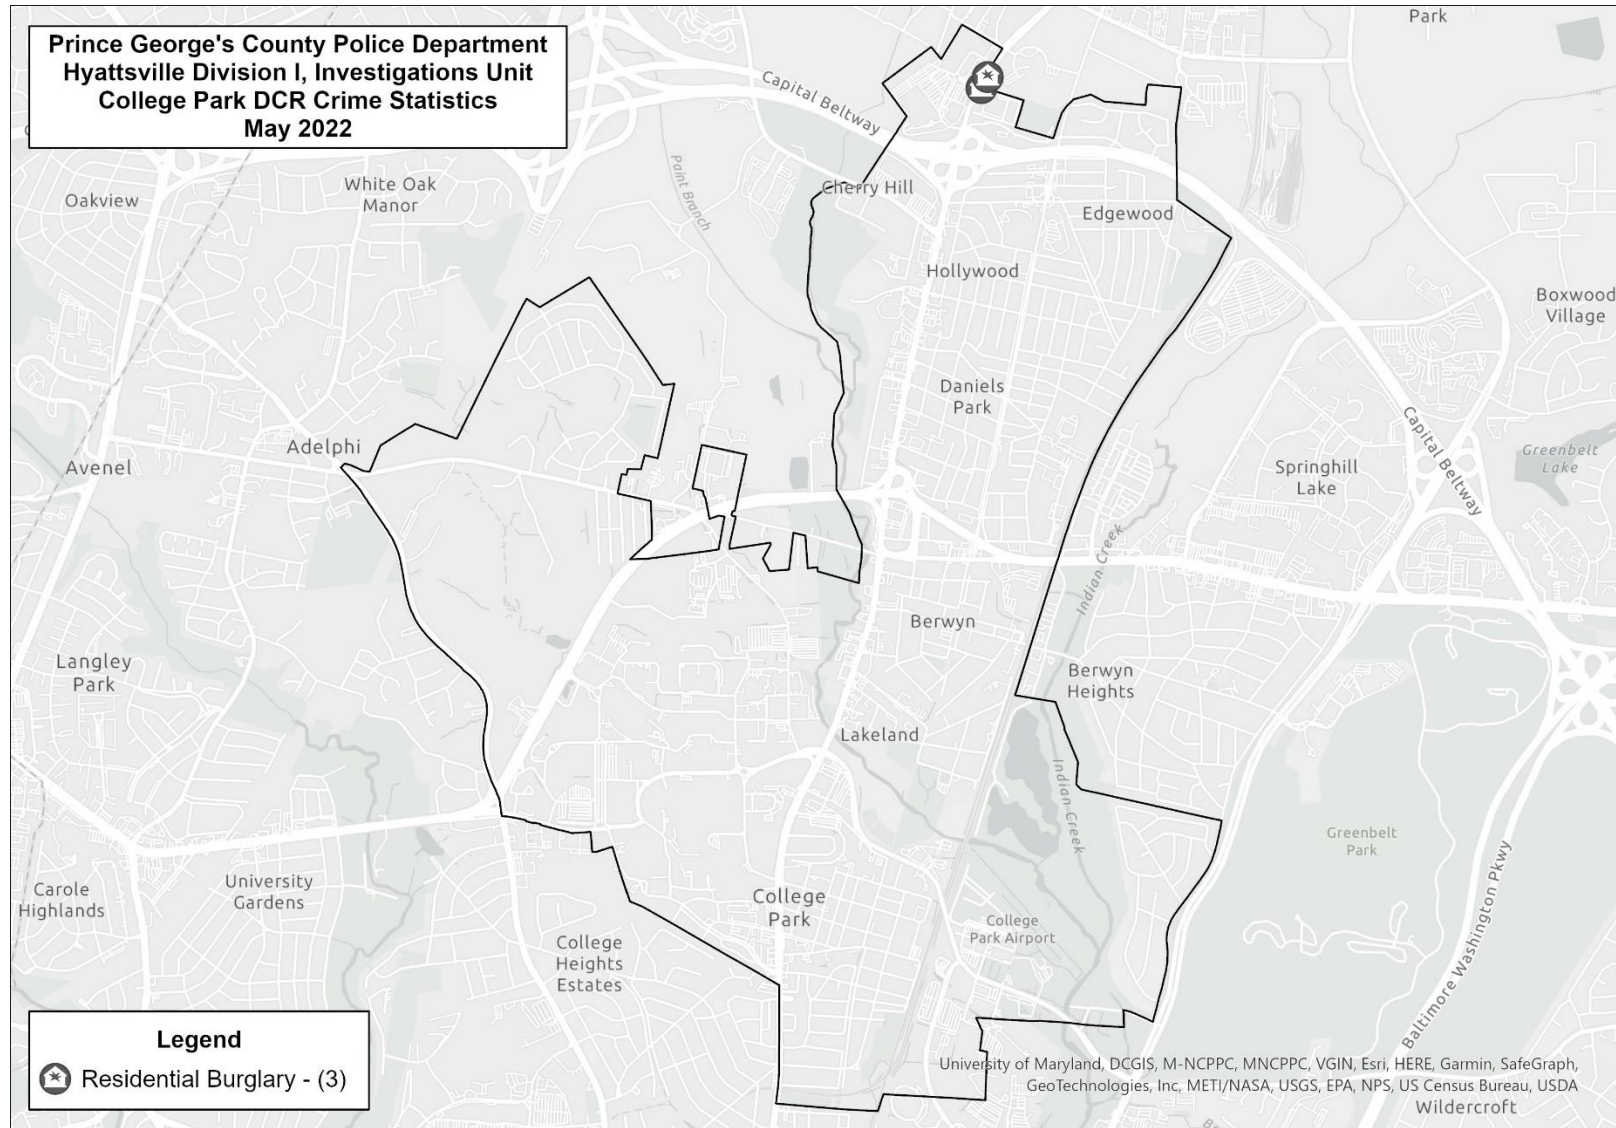 Prince George's County Police Department
Hyattsville Division I, Investigations Unit
College Park DCR Crime Statistics
May 2022
Park
Capital Beltway
Paint Branch
White Oak
Manor
Oakview
Cherry Hill
Edgewood
Hollywood
Boxwood
Village
Daniels
Park
Capital Beltway
Adelphi
Avenel
Springhill
Lake
Greenbelt
Lake
Indian Creek
Berwyn
Langley
Park
Berwyn
Heights
Lakeland
Indian Creek
Greenbelt
Park
Carole
Highlands
University
Gardens
College
Park
College
Park Airport
College
Heights
Estates
Baltimore Washington Pkwy
Legend
Residential Burglary - (3)
University of Maryland, DCGIS, M-NCPPC, MNCPPC, VGIN, Esri, HERE, Garmin, SafeGraph,
GeoTechnologies, Inc, METI/NASA, USGS, EPA, NPS, US Census Bureau, USDA
Wildercroft